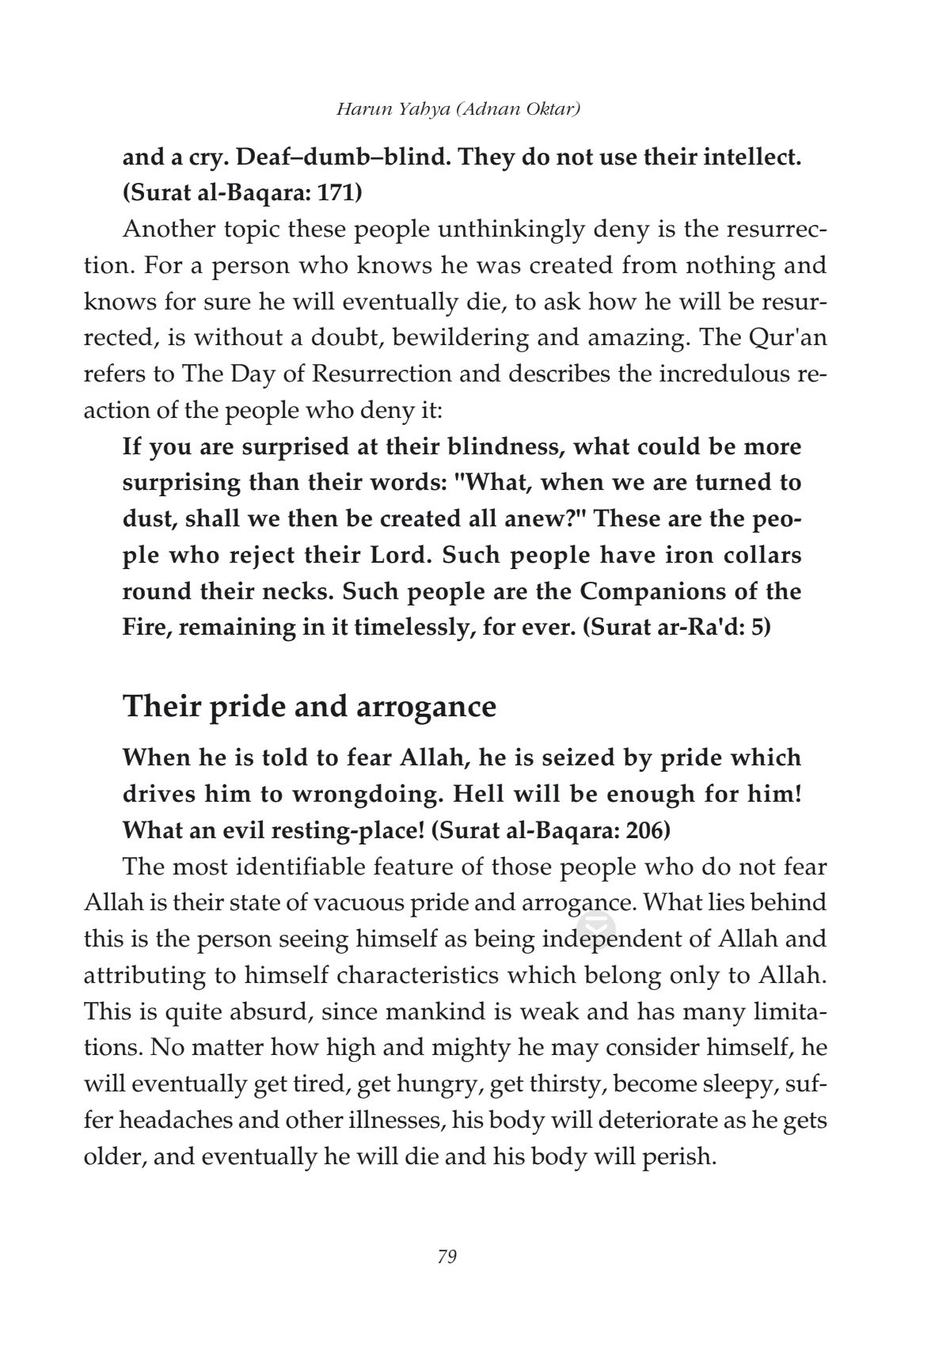 Harun Yahya (Adnan Oktar)
and a cry. Deaf–dumb–blind. They do not use their intellect.
(Surat al-Baqara: 171)
Another topic these people unthinkingly deny is the resurrec-
tion. For a person who knows he was created from nothing and
knows for sure he will eventually die, to ask how he will be resur-
rected, is without a doubt, bewildering and amazing. The Qur'an
refers to The Day of Resurrection and describes the incredulous re-
action of the people who deny it:
If you are surprised at their blindness, what could be more
surprising than their words: "What, when we are turned to
dust, shall we then be created all anew?" These are the peo-
ple who reject their Lord. Such people have iron collars
round their necks. Such people are the Companions of the
Fire, remaining in it timelessly, for ever. (Surat ar-Ra'd: 5)
Their pride and arrogance
When he is told to fear Allah, he is seized by pride which
drives him to wrongdoing. Hell will be enough for him!
What an evil resting-place! (Surat al-Baqara: 206)
The most identifiable feature of those people who do not fear
Allah is their state of vacuous pride and arrogance. What lies behind
this is the person seeing himself as being independent of Allah and
attributing to himself characteristics which belong only to Allah.
This is quite absurd, since mankind is weak and has many limita-
tions. No matter how high and mighty he may consider himself, he
will eventually get tired, get hungry, get thirsty, become sleepy, suf-
fer headaches and other illnesses, his body will deteriorate as he gets
older, and eventually he will die and his body will perish.
79